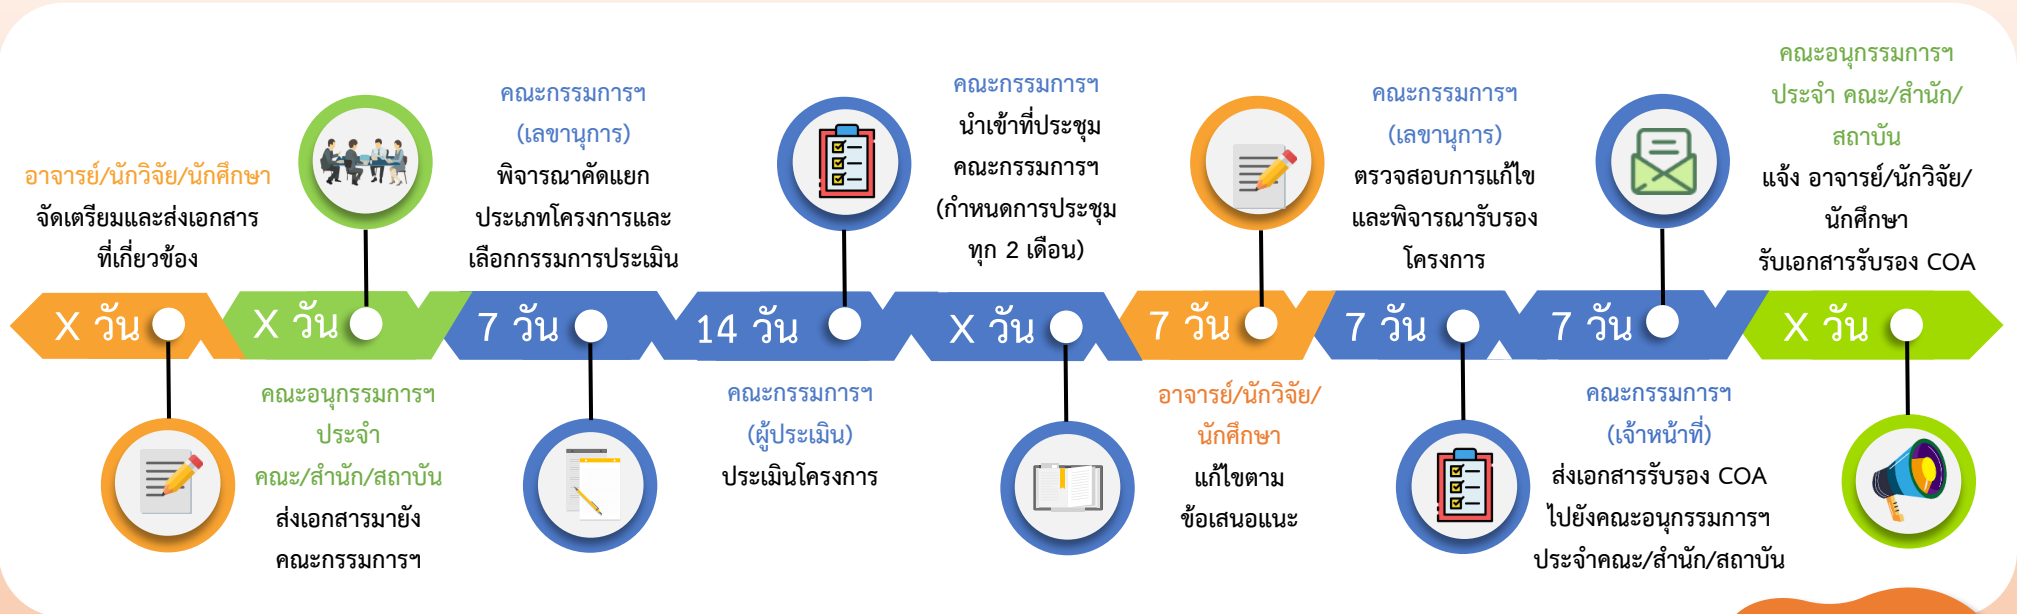 อาจารย์/นักวิจัย/นักศึกษา
จัดเตรียมและส่งเอกสาร
ที่เกี่ยวข้อง
X วัน
X วัน
คณะอนุกรรมการฯ
ประจำ
คณะ/สำนัก/สถาบัน
ส่งเอกสารมายัง
คณะกรรมการฯ
คณะกรรมการฯ
(เลขานุการ)
พิจารณาคัดแยก
ประเภทโครงการและ
เลือกกรรมการประเมิน
7 วัน
14 วัน
คณะกรรมการฯ
(ผู้ประเมิน)
ประเมินโครงการ
คณะกรรมการฯ
นำเข้าที่ประชุม
คณะกรรมการฯ
(กำหนดการประชุม
ทุก 2 เดือน)
X วัน
7 วัน
อาจารย์/นักวิจัย/
นักศึกษา
แก้ไขตาม
ข้อเสนอแนะ
คณะกรรมการฯ
(เลขานุการ)
ตรวจสอบการแก้ไข
และพิจารณารับรอง
โครงการ
7 วัน
7 วัน
คณะกรรมการฯ
(เจ้าหน้าที่)
ส่งเอกสารรับรอง COA
ไปยังคณะอนุกรรมการฯ
ประจำคณะ/สำนัก/สถาบัน
คณะอนุกรรมการฯ
ประจำ คณะ/สำนัก/
สถาบัน
แจ้ง อาจารย์/นักวิจัย/
นักศึกษา
รับเอกสารรับรอง COA
X วัน